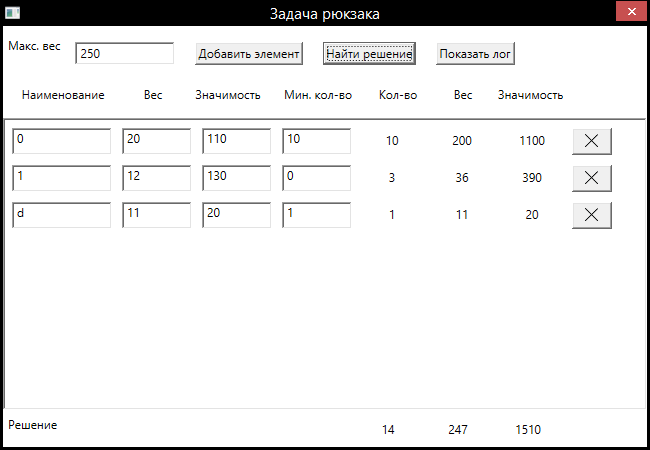 Задача рюкзака
Макс. вес 250 Добавить элемент Найти решение Показать лог
Наименование Вес Значимость Мин. кол-во Кол-во Вес Значимость
0 20 110 10 10 200 1100
1 12 130 0 3 36 390
d 11 20 1 1 11 20
Решение 14 247 1510